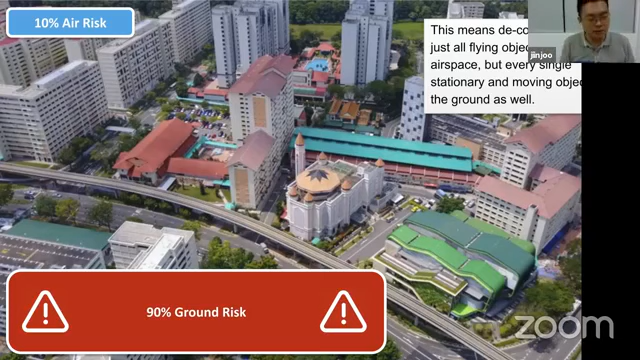 10% Air Risk
This means de-co
just all flying objec
airspace, but every single
stationary and moving objec
the ground as well.
jinjoo
90% Ground Risk
zoom